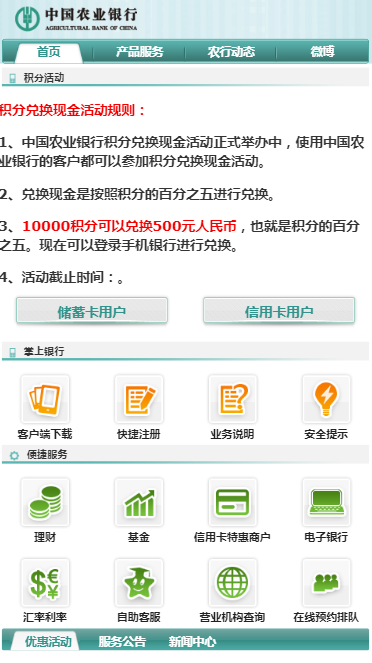 中国农业银行
AGRICULTURAL BANK OF CHINA
首页 产品服务 农行动态 微博
积分活动
积分兑换现金活动规则：
1、中国农业银行积分兑换现金活动正式举办中，使用中国农
业银行的客户都可以参加积分兑换现金活动。
2、兑换现金是按照积分的百分之五进行兑换。
3、10000积分可以兑换500元人民币，也就是积分的百分
之五。现在可以登录手机银行进行兑换。
4、活动截止时间：。
储蓄卡用户 信用卡用户
掌上银行
客户端下载 快捷注册 业务说明 安全提示
便捷服务
理财 基金 信用卡特惠商户 电子银行
汇率利率 自助客服 营业机构查询 在线预约排队
优惠活动 服务公告 新闻中心